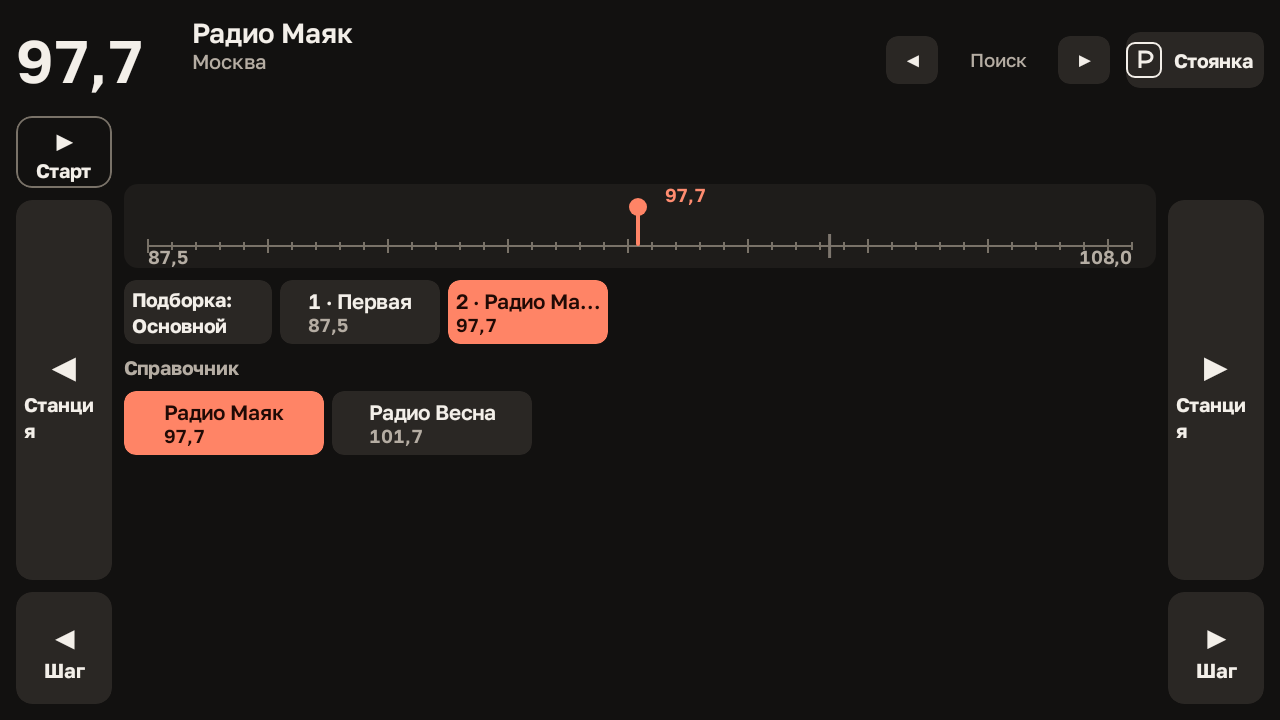 97,7
Радио Маяк
Москва
◀
Поиск
▶
P
Стоянка
▶
Старт
97,7
87,5
108,0
◀
Станци
я
▶
Станци
я
Подборка:
Основной
1 · Первая
87,5
2 · Радио Ма…
97,7
Справочник
Радио Маяк
97,7
Радио Весна
101,7
◀
Шаг
▶
Шаг